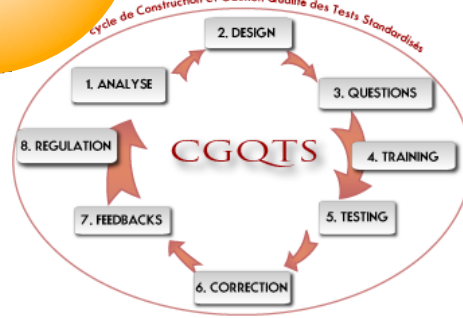 cycle de Construction et Gestion Qualité des Tests Standardisés
2. DESIGN
1. ANALYSE
3. QUESTIONS
8. REGULATION
CGQTS
4. TRAINING
7. FEEDBACKS
5. TESTING
6. CORRECTION